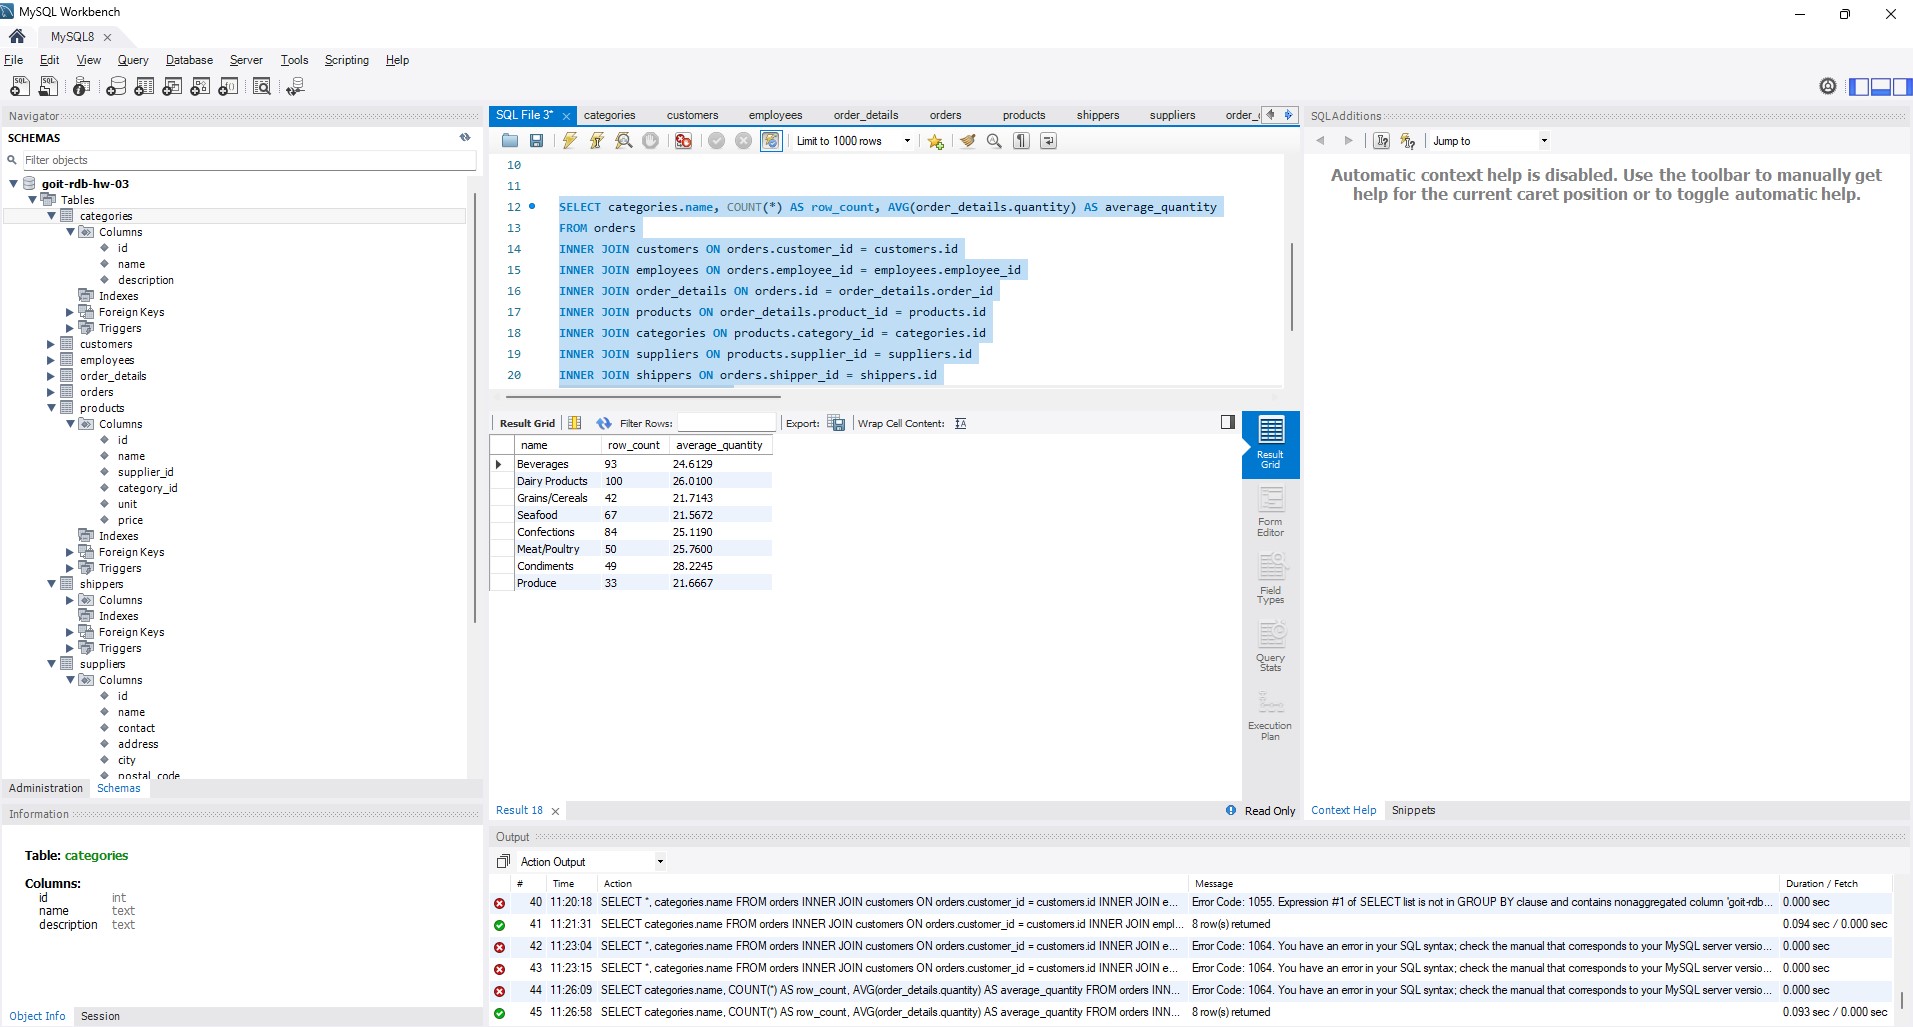 MySQL Workbench
MySQL8
File Edit View Query Database Server Tools Scripting Help
Navigator
SCHEMAS
Filter objects
goit-rdb-hw-03
Tables
categories
Columns
id
name
description
Indexes
Foreign Keys
Triggers
customers
employees
order_details
orders
products
Columns
id
name
supplier_id
category_id
unit
price
Indexes
Foreign Keys
Triggers
shippers
Columns
Indexes
Foreign Keys
Triggers
suppliers
Columns
id
name
contact
address
city
postal_code
Administration Schemas
Information
Table: categories
Columns:
id int
name text
description text
Object Info Session
SQL File 3* categories customers employees order_details orders products shippers suppliers order_
Limit to 1000 rows
10
11
12 SELECT categories.name, COUNT(*) AS row_count, AVG(order_details.quantity) AS average_quantity
13 FROM orders
14 INNER JOIN customers ON orders.customer_id = customers.id
15 INNER JOIN employees ON orders.employee_id = employees.employee_id
16 INNER JOIN order_details ON orders.id = order_details.order_id
17 INNER JOIN products ON order_details.product_id = products.id
18 INNER JOIN categories ON products.category_id = categories.id
19 INNER JOIN suppliers ON products.supplier_id = suppliers.id
20 INNER JOIN shippers ON orders.shipper_id = shippers.id
Result Grid Filter Rows: Export: Wrap Cell Content:
name row_count average_quantity
Beverages 93 24.6129
Dairy Products 100 26.0100
Grains/Cereals 42 21.7143
Seafood 67 21.5672
Confections 84 25.1190
Meat/Poultry 50 25.7600
Condiments 49 28.2245
Produce 33 21.6667
Result
Grid
Form
Editor
Field
Types
Query
Stats
Execution
Plan
Result 18 Read Only
SQLAdditions
Jump to
Automatic context help is disabled. Use the toolbar to manually get
help for the current caret position or to toggle automatic help.
Context Help Snippets
Output
Action Output
# Time Action Message Duration / Fetch
40 11:20:18 SELECT *, categories.name FROM orders INNER JOIN customers ON orders.customer_id = customers.id INNER JOIN e... Error Code: 1055. Expression #1 of SELECT list is not in GROUP BY clause and contains nonaggregated column 'goit-rdb... 0.000 sec
41 11:21:31 SELECT categories.name FROM orders INNER JOIN customers ON orders.customer_id = customers.id INNER JOIN empl... 8 row(s) returned 0.094 sec / 0.000 sec
42 11:23:04 SELECT *, categories.name FROM orders INNER JOIN customers ON orders.customer_id = customers.id INNER JOIN e... Error Code: 1064. You have an error in your SQL syntax; check the manual that corresponds to your MySQL server versio... 0.000 sec
43 11:23:15 SELECT *, categories.name FROM orders INNER JOIN customers ON orders.customer_id = customers.id INNER JOIN e... Error Code: 1064. You have an error in your SQL syntax; check the manual that corresponds to your MySQL server versio... 0.000 sec
44 11:26:09 SELECT categories.name, COUNT(*) AS row_count, AVG(order_details.quantity) AS average_quantity FROM orders INN... Error Code: 1064. You have an error in your SQL syntax; check the manual that corresponds to your MySQL server versio... 0.000 sec
45 11:26:58 SELECT categories.name, COUNT(*) AS row_count, AVG(order_details.quantity) AS average_quantity FROM orders INN... 8 row(s) returned 0.093 sec / 0.000 sec